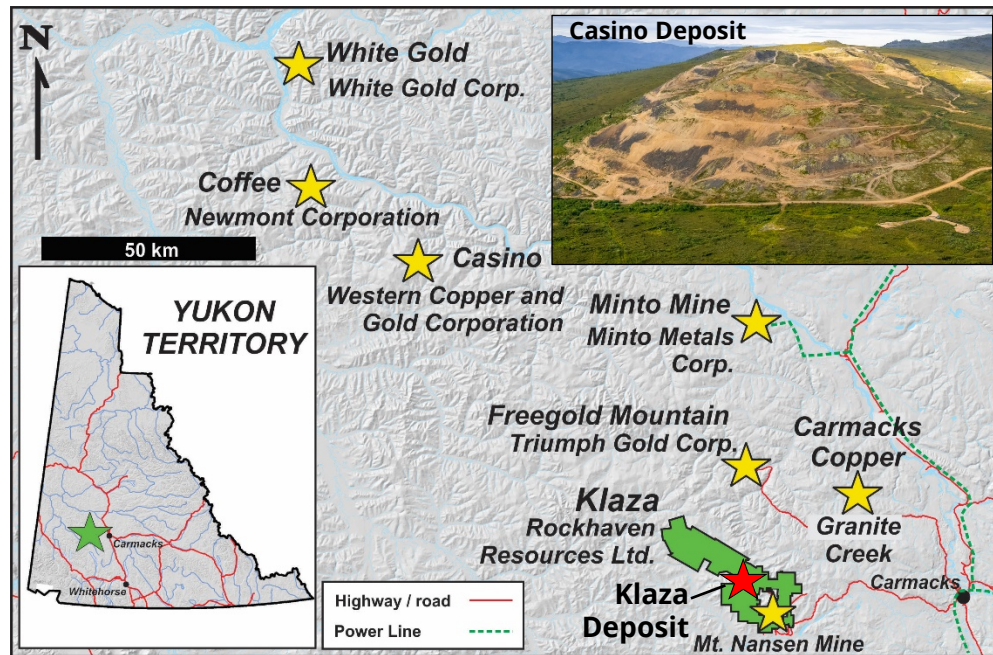 N
Casino Deposit
White Gold
White Gold Corp.
Coffee
Newmont Corporation
50 km
Casino
Western Copper and
Gold Corporation
Minto Mine
Minto Metals
Corp.
YUKON
TERRITORY
Carmacks
Whitehorse
Freegold Mountain
Triumph Gold Corp.
Carmacks
Copper
Granite
Creek
Klaza
Rockhaven
Resources Ltd.
Klaza
Deposit
Carmacks
Mt. Nansen Mine
Highway / road
Power Line